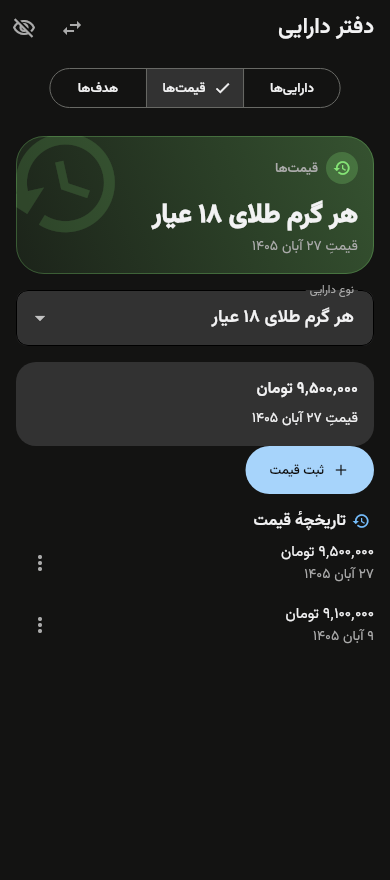 دفتر دارایی
دارایی‌ها
قیمت‌ها
هدف‌ها
قیمت‌ها
هر گرم طلای ۱۸ عیار
قیمتِ ۲۷ آبان ۱۴۰۵
نوع دارایی
هر گرم طلای ۱۸ عیار
۹,۵۰۰,۰۰۰ تومان
قیمتِ ۲۷ آبان ۱۴۰۵
ثبت قیمت
تاریخچهٔ قیمت
۹,۵۰۰,۰۰۰ تومان
۲۷ آبان ۱۴۰۵
۹,۱۰۰,۰۰۰ تومان
۹ آبان ۱۴۰۵